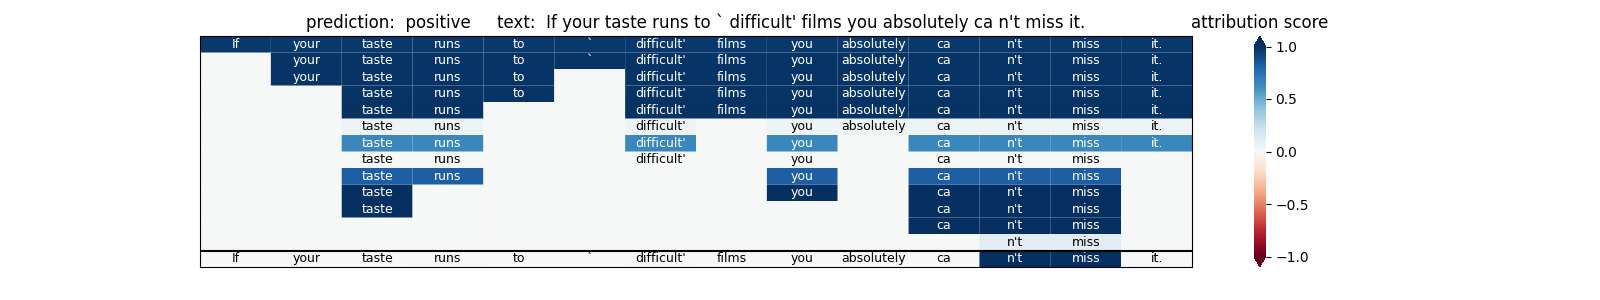 prediction:  positive     text:  If your taste runs to ` difficult' films you absolutely ca n't miss it.
attribution score
If your taste runs to ` difficult' films you absolutely ca n't miss it.
your taste runs to ` difficult' films you absolutely ca n't miss it.
your taste runs to difficult' films you absolutely ca n't miss it.
taste runs to difficult' films you absolutely ca n't miss it.
taste runs difficult' films you absolutely ca n't miss it.
taste runs difficult' you absolutely ca n't miss it.
taste runs difficult' you ca n't miss it.
taste runs difficult' you ca n't miss
taste runs you ca n't miss
taste you ca n't miss
taste ca n't miss
ca n't miss
n't miss
If your taste runs to ` difficult' films you absolutely ca n't miss it.
1.0
0.5
0.0
−0.5
−1.0